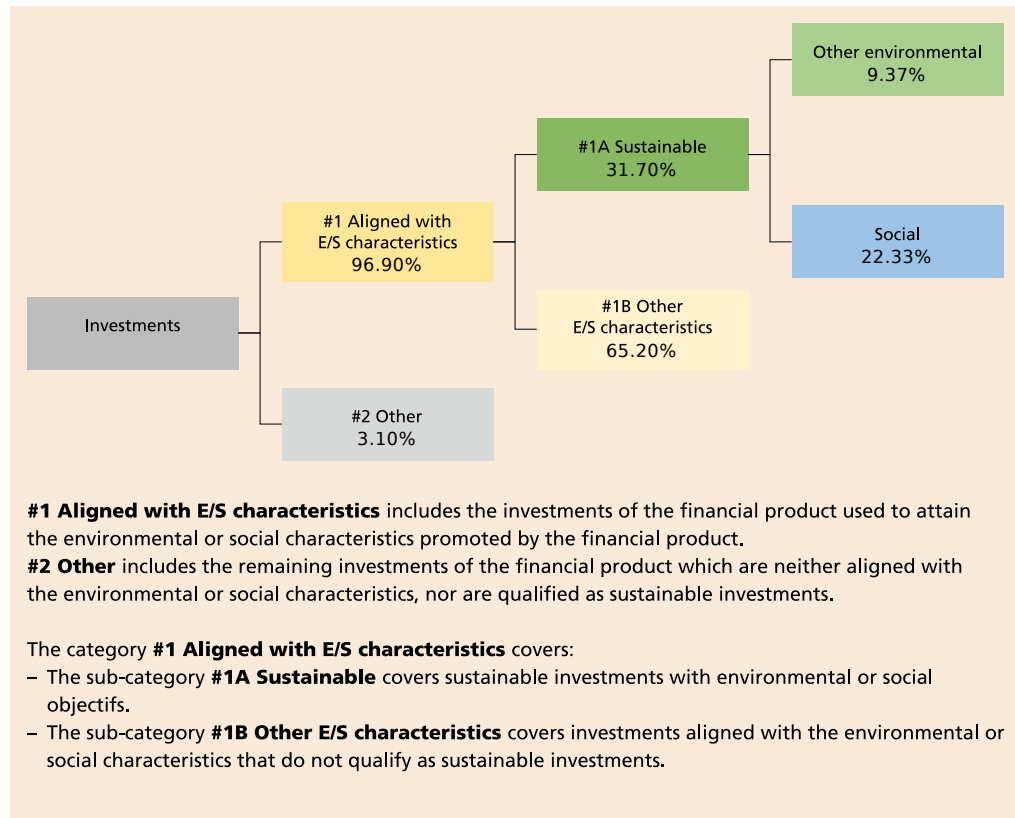 Other environmental
9.37%
#1A Sustainable
31.70%
#1 Aligned with
E/S characteristics
96.90%
Social
22.33%
Investments
#1B Other
E/S characteristics
65.20%
#2 Other
3.10%
#1 Aligned with E/S characteristics includes the investments of the financial product used to attain
the environmental or social characteristics promoted by the financial product.
#2 Other includes the remaining investments of the financial product which are neither aligned with
the environmental or social characteristics, nor are qualified as sustainable investments.
The category #1 Aligned with E/S characteristics covers:
– The sub-category #1A Sustainable covers sustainable investments with environmental or social
objectifs.
– The sub-category #1B Other E/S characteristics covers investments aligned with the environmental or
social characteristics that do not qualify as sustainable investments.